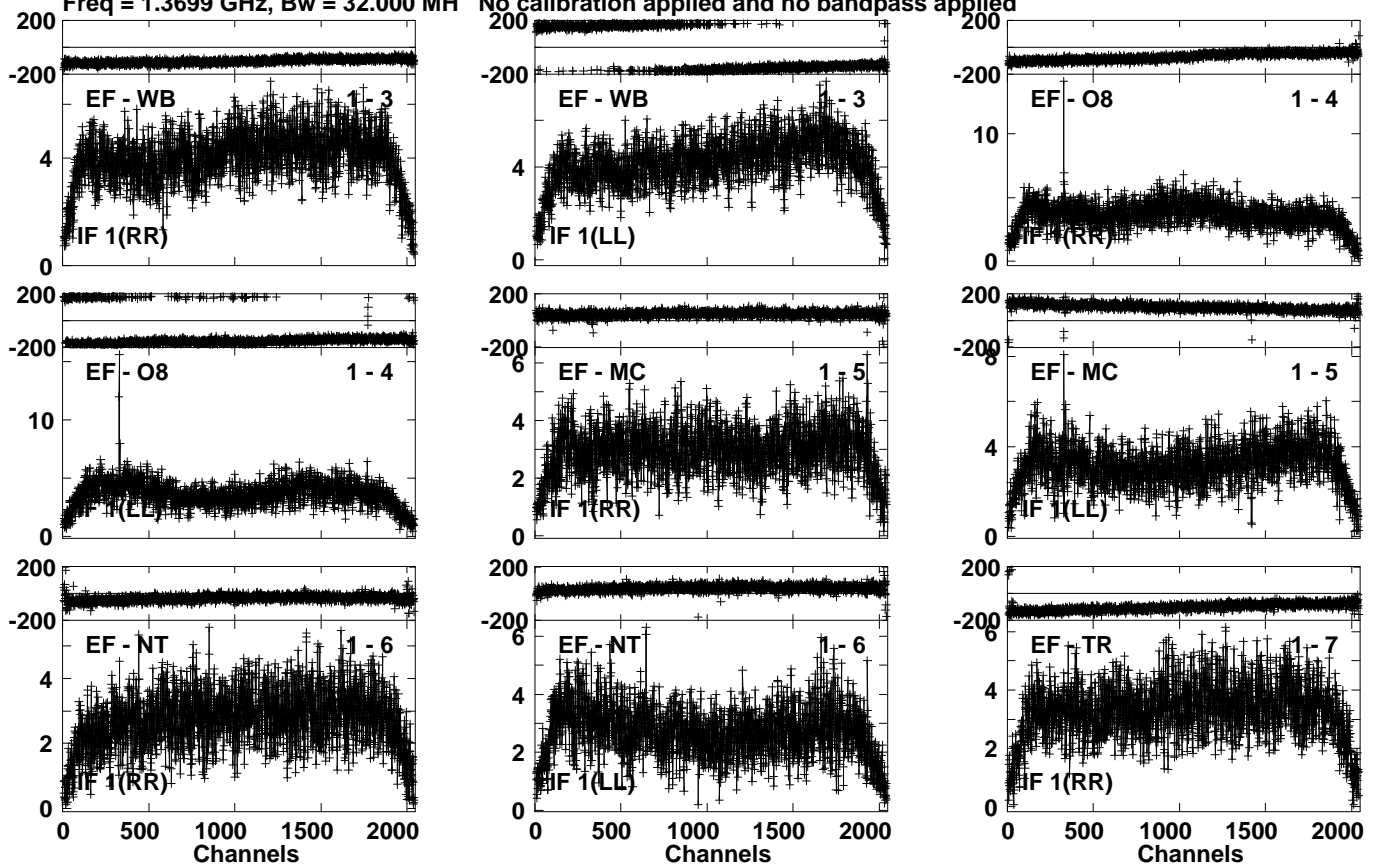 Freq = 1.3699 GHz, Bw = 32.000 MH No calibration applied and no bandpass applied
200 200 200
-200 -200 -200
EF - WB 1 - 3 EF - WB 1 - 3 EF - O8 1 - 4
10
4 4
IF 1(RR) IF 1(LL) IF 1(RR)
0 0 0
200 200 200
-200 -200 -200
6 8
EF - O8 1 - 4 EF - MC 1 - 5 EF - MC 1 - 5
10 4 4
2
IF 1(LL) IF 1(RR) IF 1(LL)
0 0 0
200 200 200
-200 -200 -200
6 6
EF - NT 1 - 6 EF - NT 1 - 6 EF - TR 1 - 7
4 4 4
2 2 2
IF 1(RR) IF 1(LL) IF 1(RR)
0 0 0
0 500 1000 1500 2000 0 500 1000 1500 2000 0 500 1000 1500 2000
Channels Channels Channels